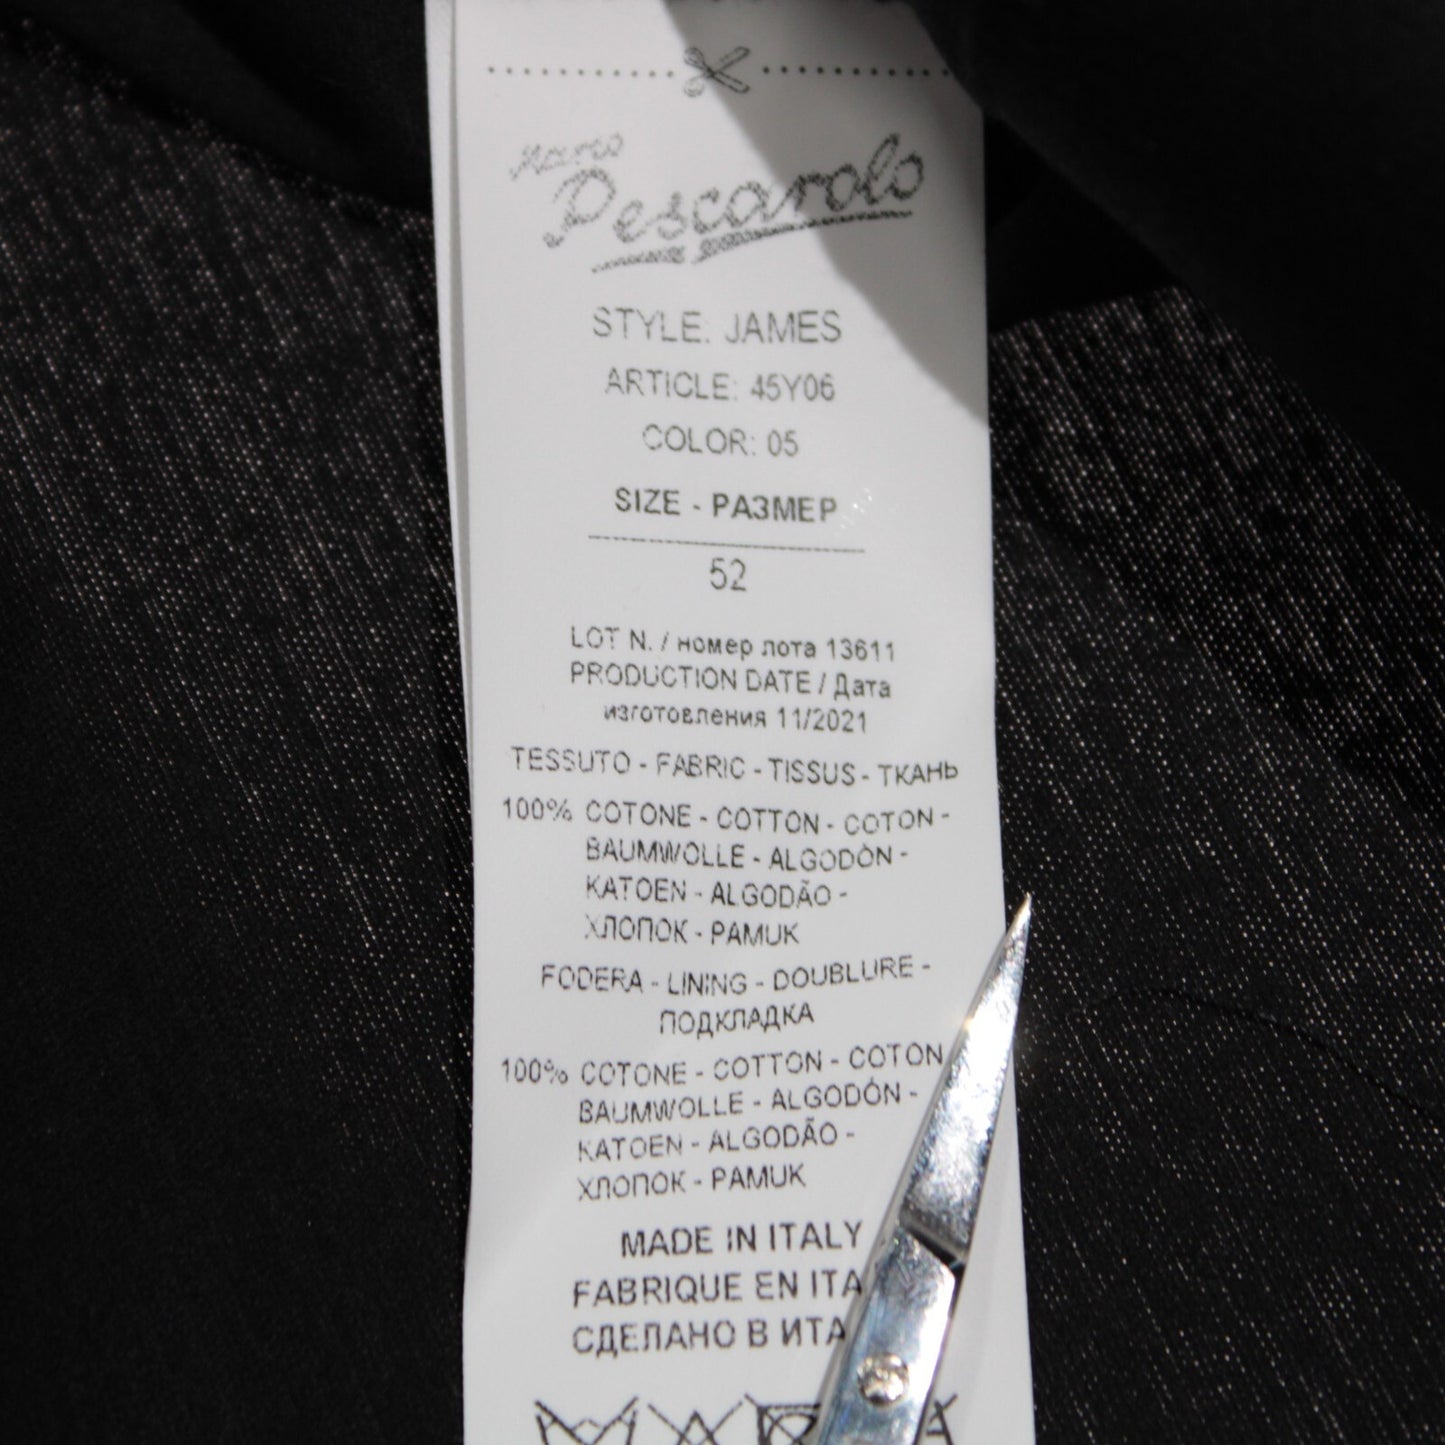 nano
Pescarolo
STYLE: JAMES
ARTICLE: 45Y06
COLOR: 05
SIZE - РАЗМЕР
52
LOT N. / номер лота 13611
PRODUCTION DATE / Дата
изготовления 11/2021
TESSUTO - FABRIC - TISSUS - ТКАНЬ
100% COTONE - COTTON - COTON -
BAUMWOLLE - ALGODÒN -
KATOEN - ALGODÃO -
ХЛОПОК - PAMUK
FODERA - LINING - DOUBLURE -
ПОДКЛАДКА
100% COTONE - COTTON - COTON
BAUMWOLLE - ALGODÓN -
KATOEN - ALGODÃO -
ХЛОПОК - PAMUK
MADE IN ITALY
FABRIQUE EN ITA
СДЕЛАНО В ИТА